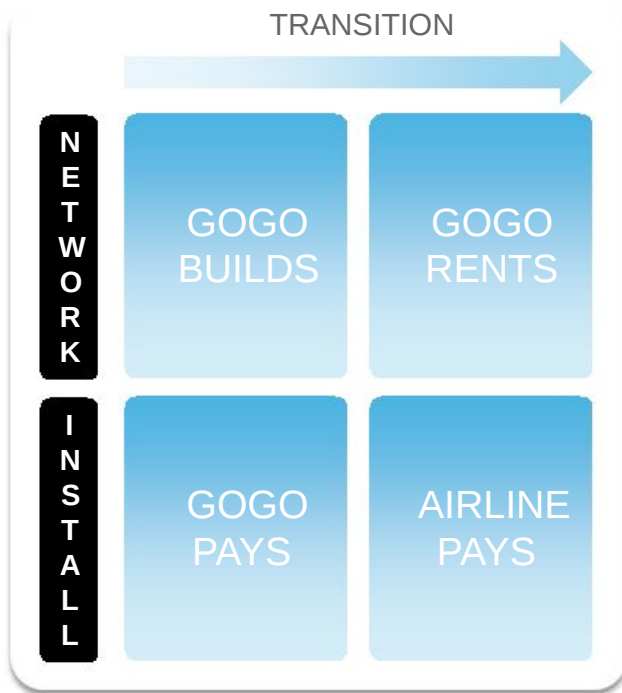 TRANSITION
NETWORK
GOGO
BUILDS
GOGO
RENTS
INSTALL
GOGO
PAYS
AIRLINE
PAYS